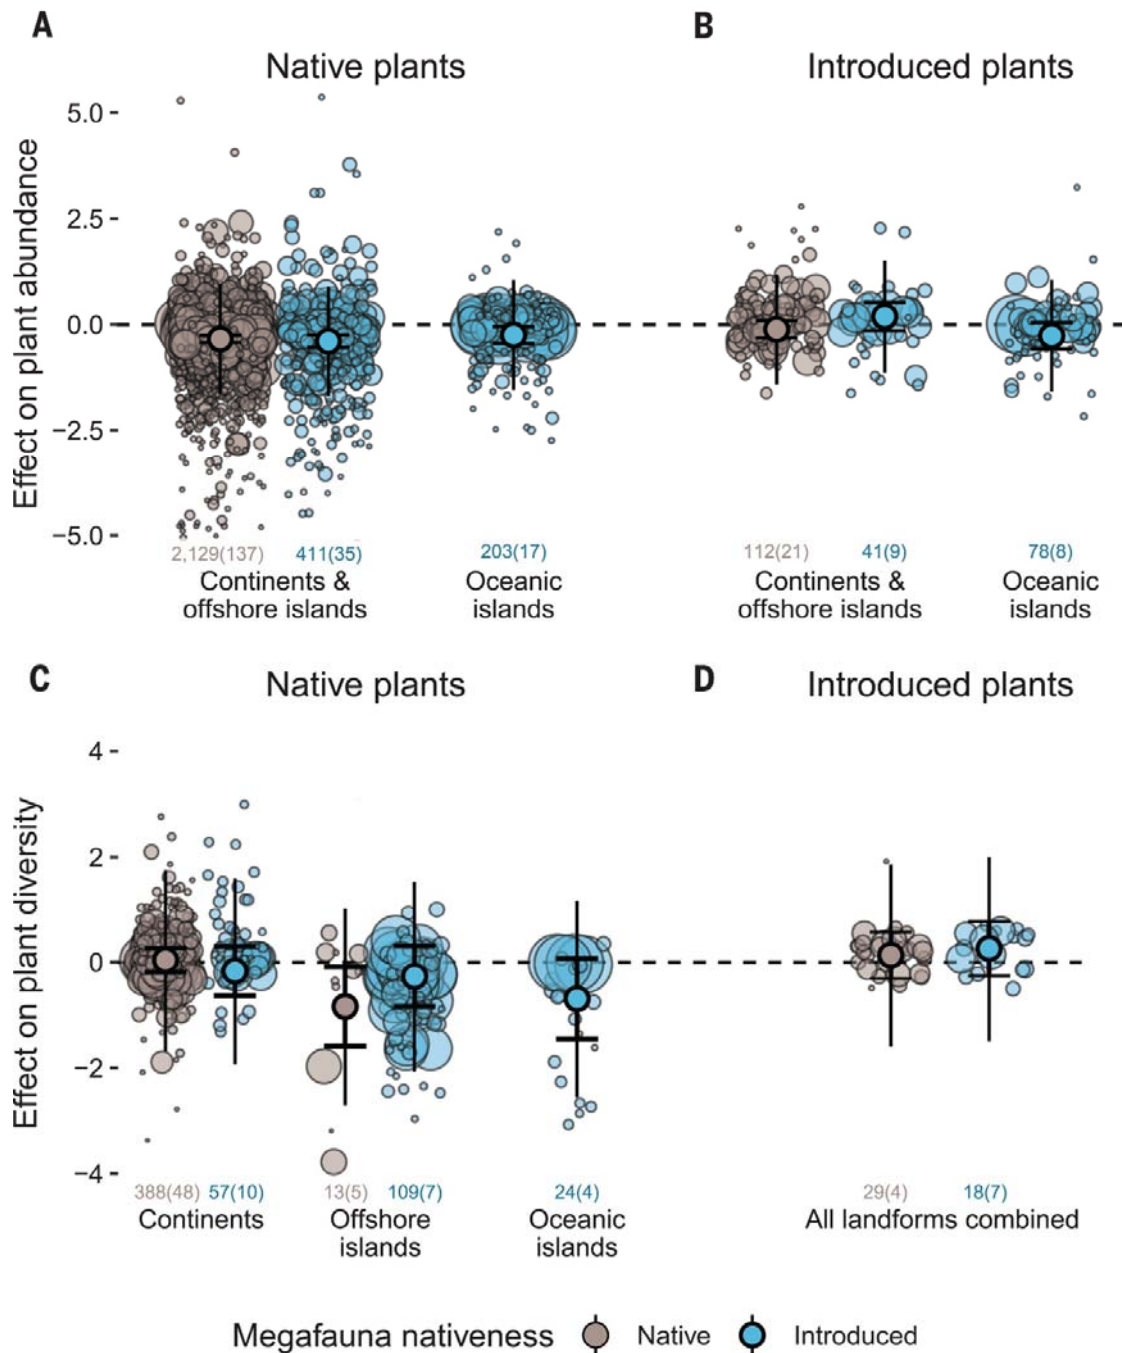 A
Native plants
B
Introduced plants
Effect on plant abundance
5.0
2.5
0.0
−2.5
−5.0
2,129(137)
411(35)
203(17)
112(21)
41(9)
78(8)
Continents &
offshore islands
Oceanic
islands
Continents &
offshore islands
Oceanic
islands
C
Native plants
D
Introduced plants
Effect on plant diversity
4
2
0
−2
−4
388(48)
57(10)
13(5)
109(7)
24(4)
29(4)
18(7)
Continents
Offshore
islands
Oceanic
islands
All landforms combined
Megafauna nativeness
Native
Introduced